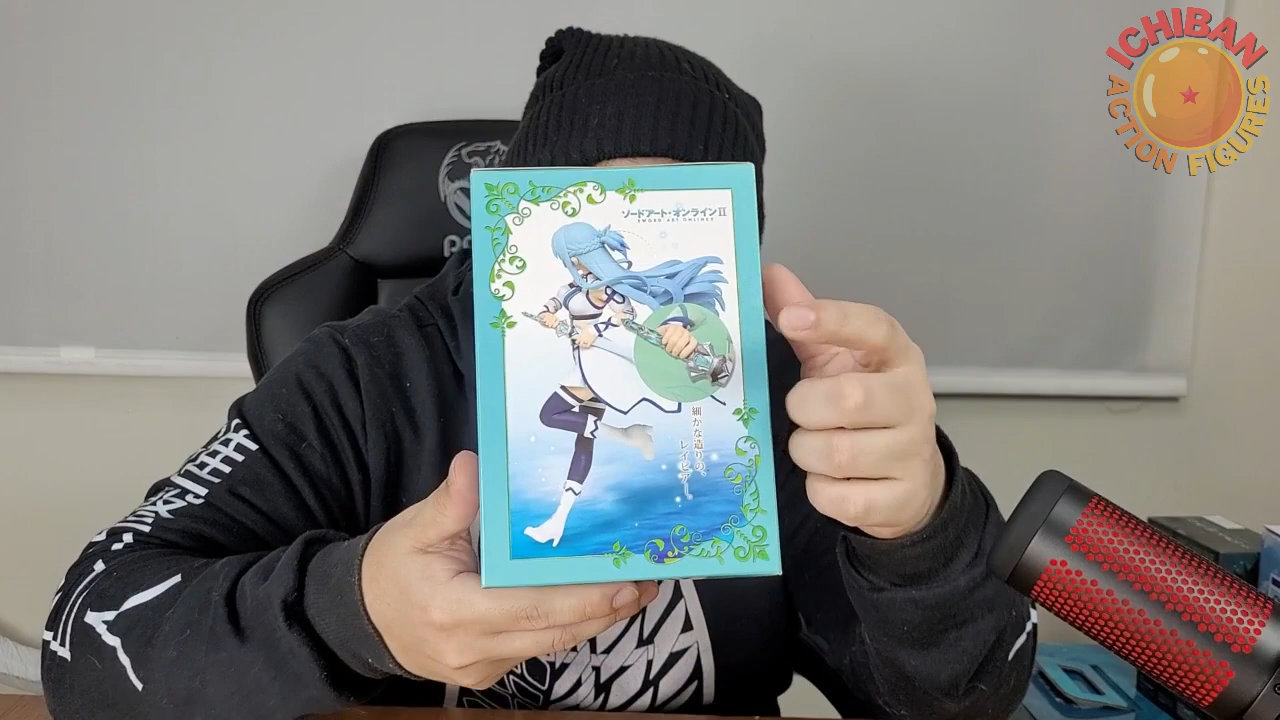 ICHIBAN
ACTION FIGURES
ソードアート・オンラインII
SWORD ART ONLINE II
細かな造りの、
レイピアー。